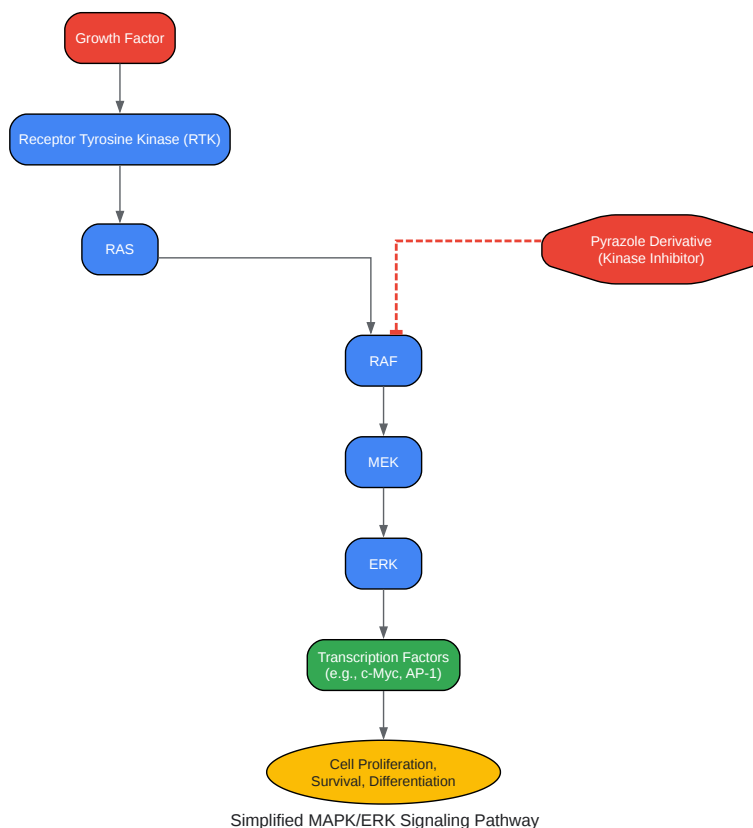 Growth Factor
Receptor Tyrosine Kinase (RTK)
RAS
Pyrazole Derivative
(Kinase Inhibitor)
RAF
MEK
ERK
Transcription Factors
(e.g., c-Myc, AP-1)
Cell Proliferation,
Survival, Differentiation
Simplified MAPK/ERK Signaling Pathway